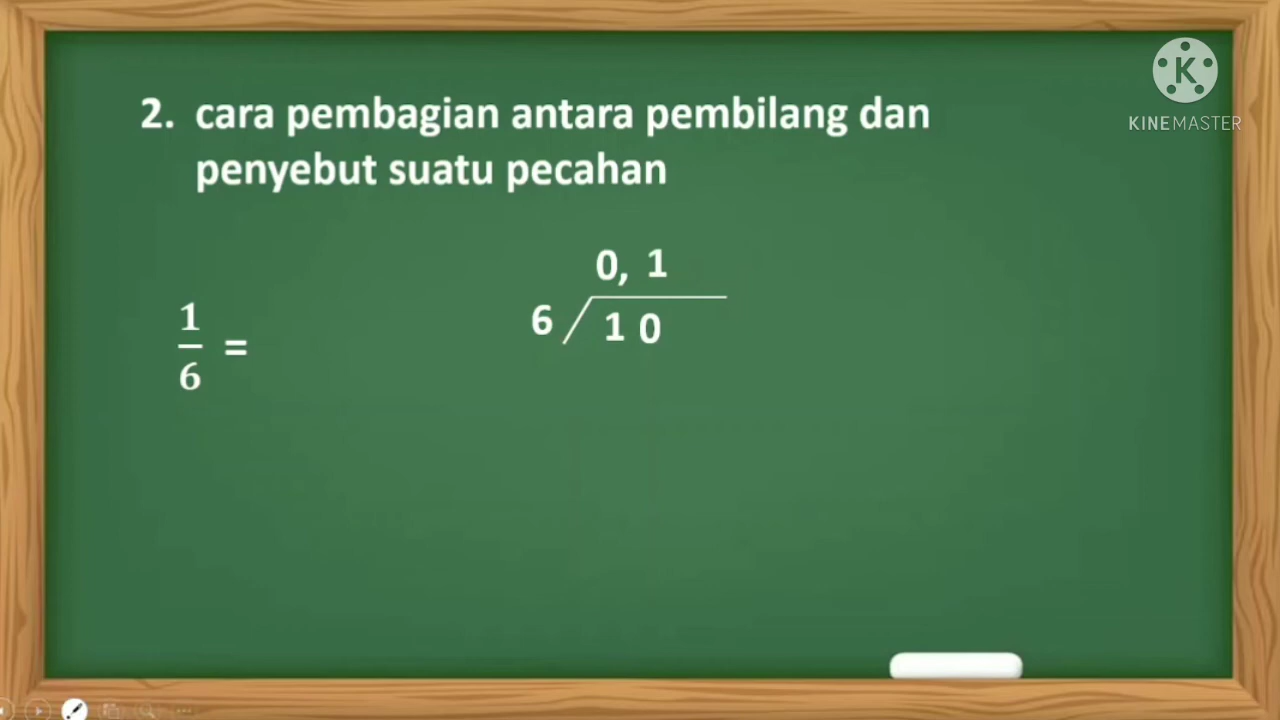 2. cara pembagian antara pembilang dan
penyebut suatu pecahan
K
KINEMASTER
0, 1
6 / 1 0
1
6
=